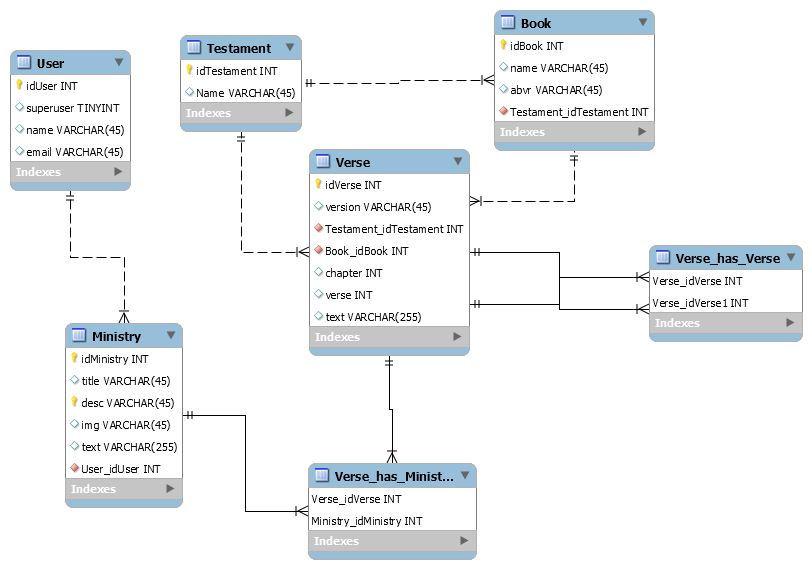 User
idUser INT
superuser TINYINT
name VARCHAR(45)
email VARCHAR(45)
Indexes
Testament
idTestament INT
Name VARCHAR(45)
Indexes
Book
idBook INT
name VARCHAR(45)
abvr VARCHAR(45)
Testament_idTestament INT
Indexes
Verse
idVerse INT
version VARCHAR(45)
Testament_idTestament INT
Book_idBook INT
chapter INT
verse INT
text VARCHAR(255)
Indexes
Verse_has_Verse
Verse_idVerse INT
Verse_idVerse1 INT
Indexes
Ministry
idMinistry INT
title VARCHAR(45)
desc VARCHAR(45)
img VARCHAR(45)
text VARCHAR(255)
User_idUser INT
Indexes
Verse_has_Minist...
Verse_idVerse INT
Ministry_idMinistry INT
Indexes